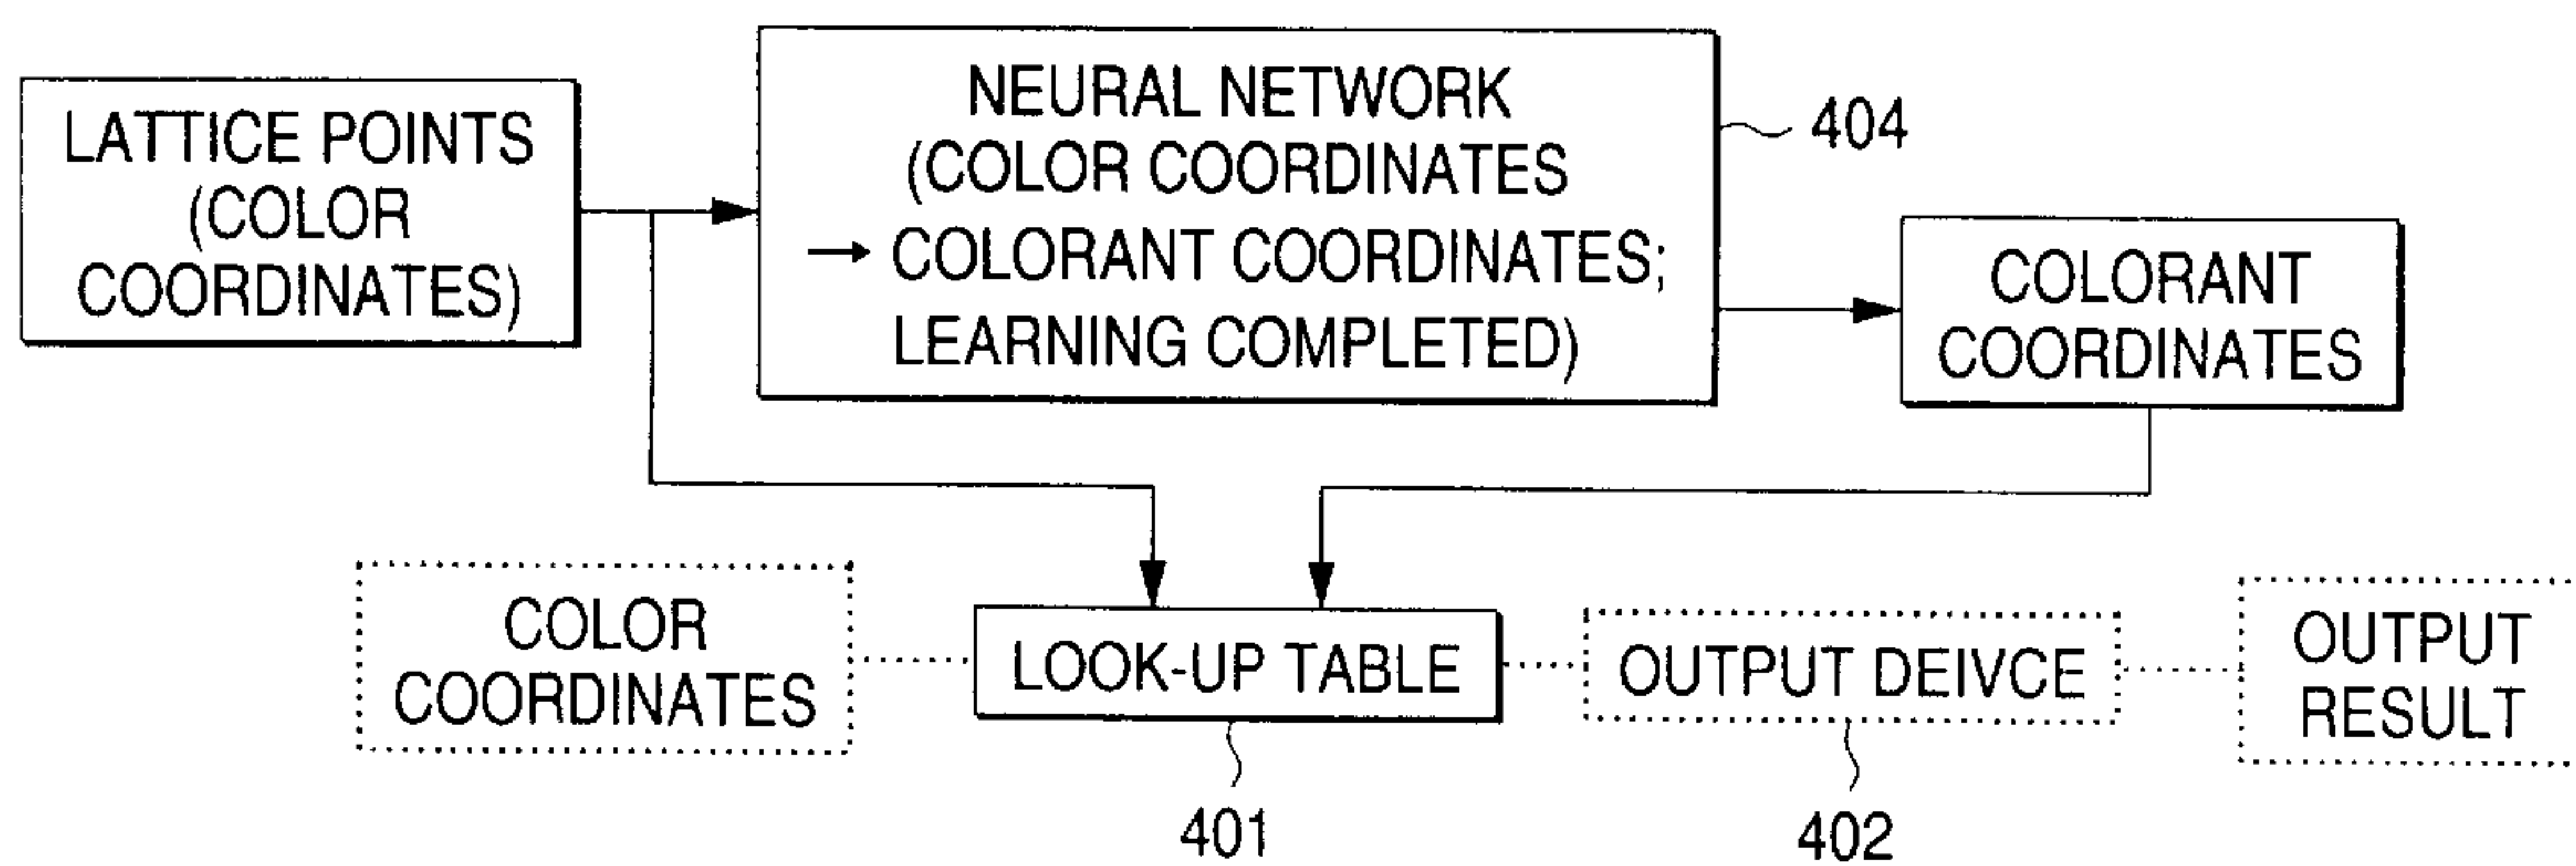 LATTICE POINTS
(COLOR
COORDINATES)
NEURAL NETWORK
(COLOR COORDINATES
→ COLORANT COORDINATES;
LEARNING COMPLETED)
404
COLORANT
COORDINATES
COLOR
COORDINATES
LOOK-UP TABLE
OUTPUT DEIVCE
OUTPUT
RESULT
401
402